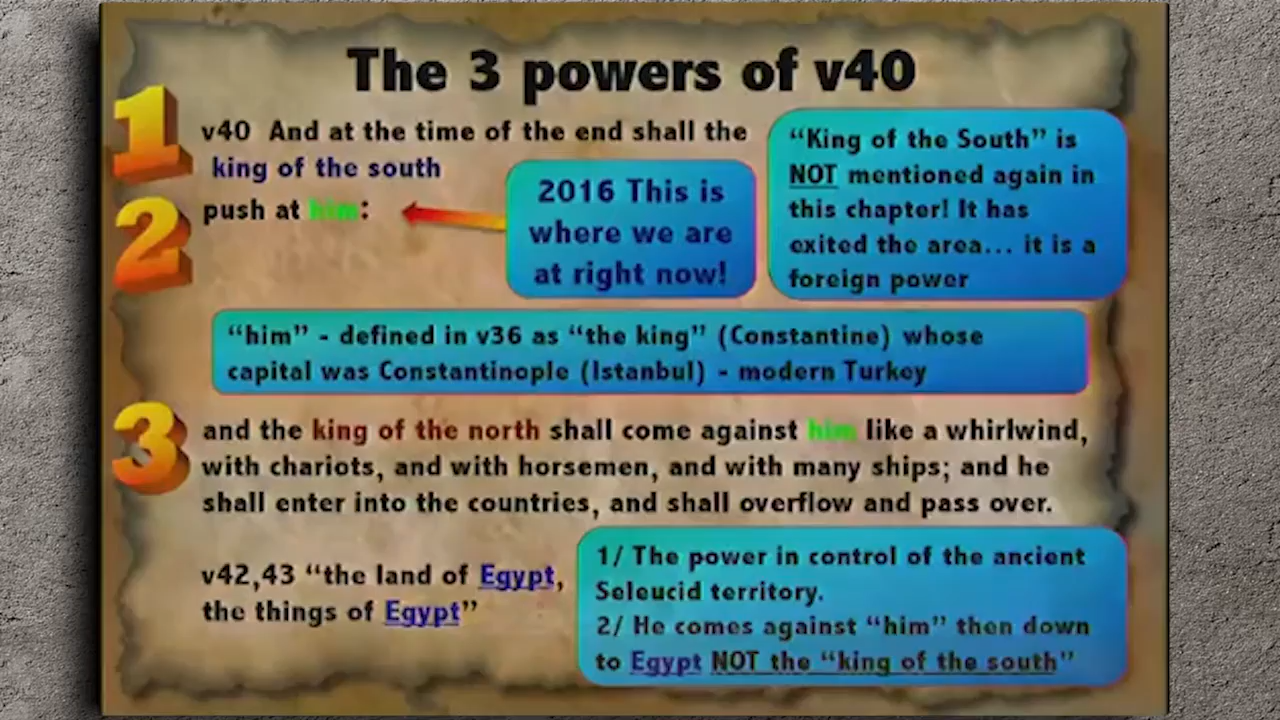 The 3 powers of v40
1
v40 And at the time of the end shall the
king of the south
2
push at him:
2016 This is
where we are
at right now!
"King of the South" is
NOT mentioned again in
this chapter! It has
exited the area... it is a
foreign power
"him" - defined in v36 as "the king" (Constantine) whose
capital was Constantinople (Istanbul) - modern Turkey
3
and the king of the north shall come against him like a whirlwind,
with chariots, and with horsemen, and with many ships; and he
shall enter into the countries, and shall overflow and pass over.
v42,43 "the land of Egypt,
the things of Egypt"
1/ The power in control of the ancient
Seleucid territory.
2/ He comes against "him" then down
to Egypt NOT the "king of the south"